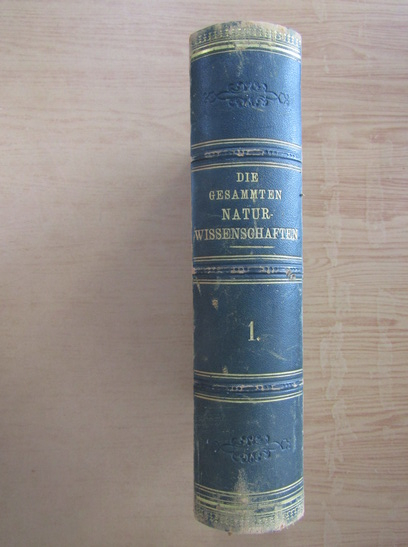 DIE
GESAMMTEN
NATUR-
WISSENSCHAFTEN
1.